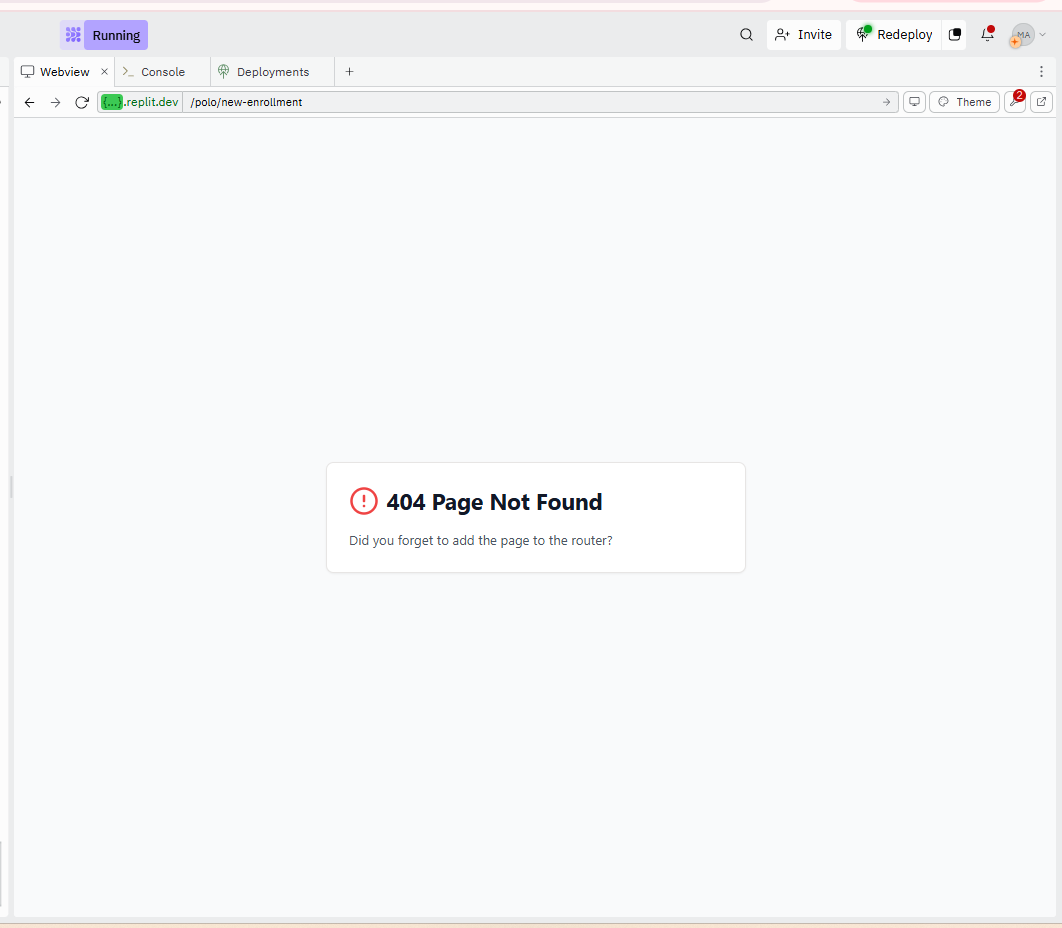 Running
Invite
Redeploy
MA
Webview
Console
Deployments
{...}.replit.dev /polo/new-enrollment
Theme
2
404 Page Not Found
Did you forget to add the page to the router?